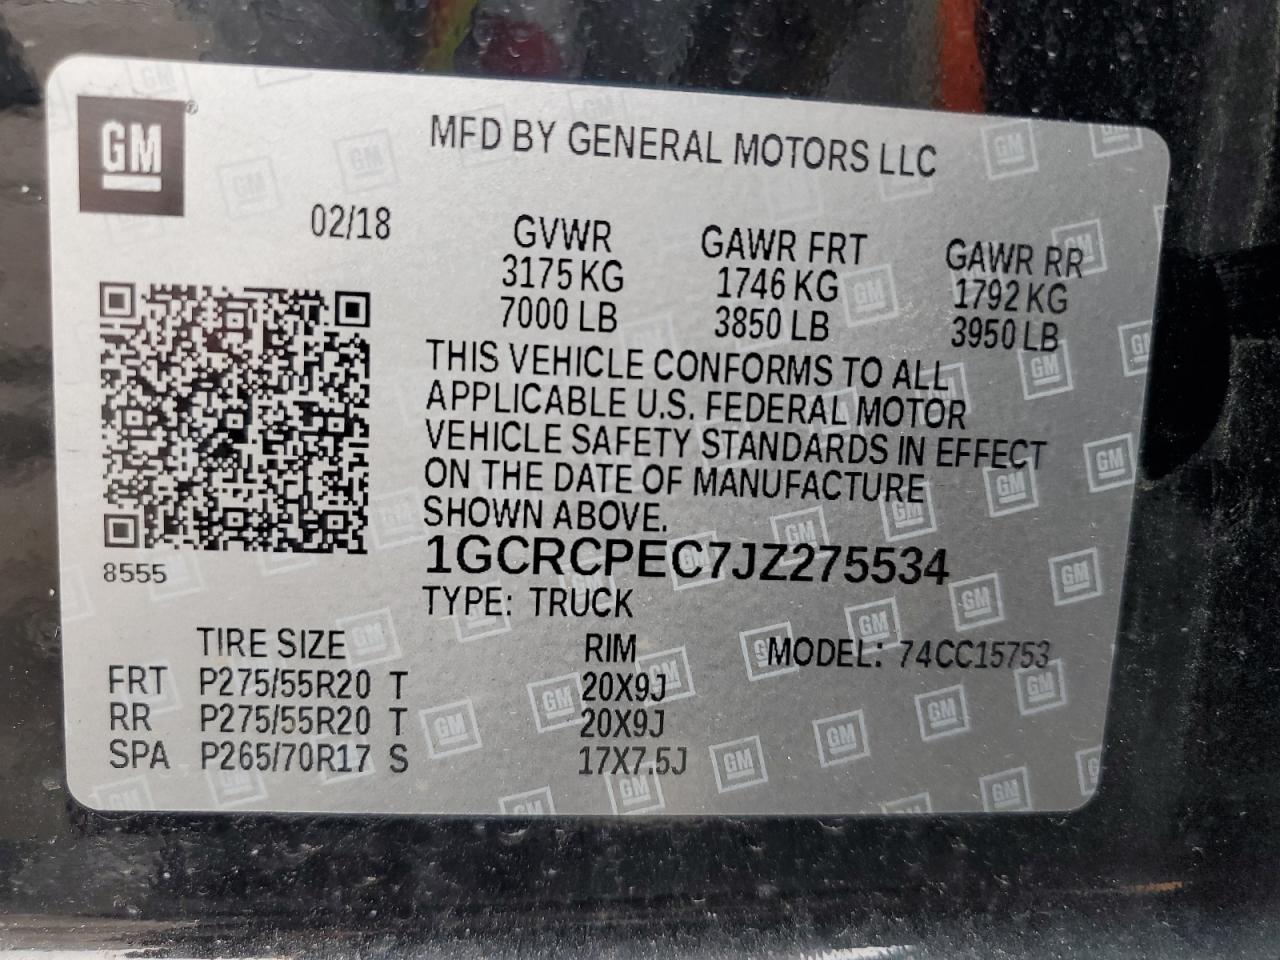 GM
MFD BY GENERAL MOTORS LLC
02/18
GVWR GAWR FRT GAWR RR
3175 KG 1746 KG 1792 KG
7000 LB 3850 LB 3950 LB
THIS VEHICLE CONFORMS TO ALL
APPLICABLE U.S. FEDERAL MOTOR
VEHICLE SAFETY STANDARDS IN EFFECT
ON THE DATE OF MANUFACTURE
SHOWN ABOVE.
8555
1GCRCPEC7JZ275534
TYPE: TRUCK
TIRE SIZE RIM MODEL: 74CC15753
FRT P275/55R20 T 20X9J
RR P275/55R20 T 20X9J
SPA P265/70R17 S 17X7.5J